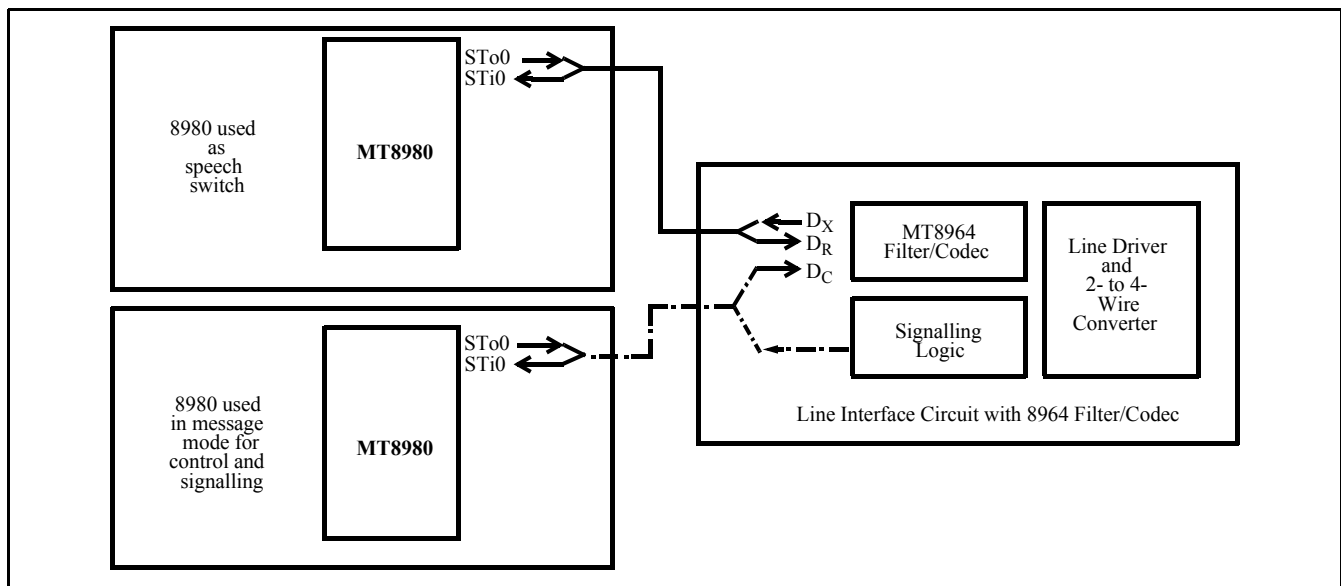 STo0
STi0
8980 used
as
speech
switch
MT8980
DX
DR
DC
MT8964
Filter/Codec
Line Driver
and
2- to 4-
Wire
Converter
Signalling
Logic
Line Interface Circuit with 8964 Filter/Codec
STo0
STi0
8980 used
in message
mode for
control and
signalling
MT8980